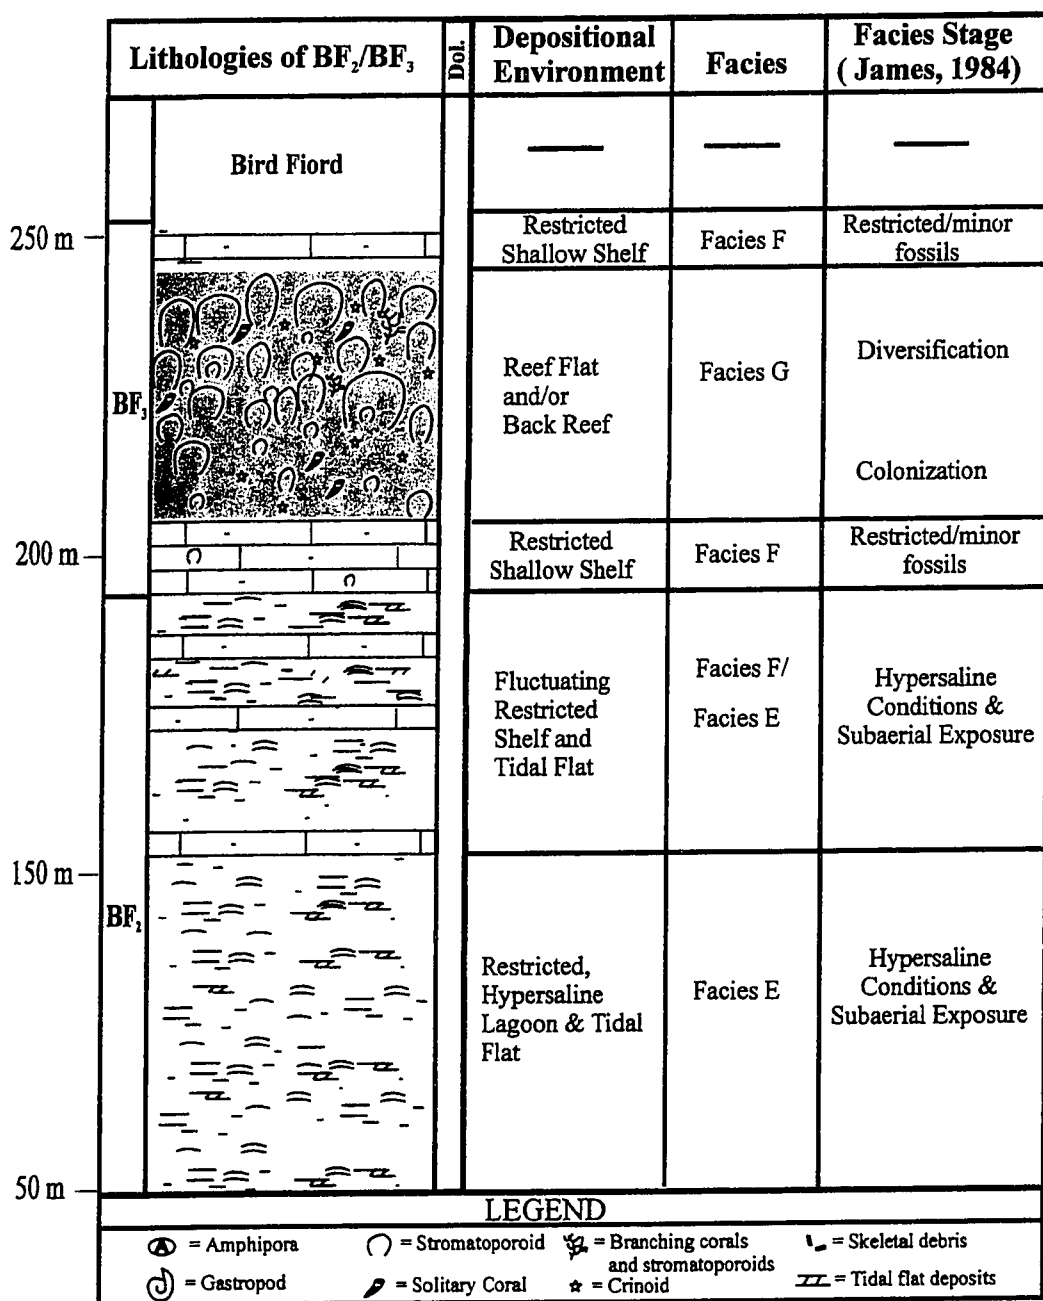 Lithologies of BF₂/BF₃
Dol.
Depositional
Environment
Facies
Facies Stage
( James, 1984)
Bird Fiord
250 m
Restricted
Shallow Shelf
Facies F
Restricted/minor
fossils
BF₃
Reef Flat
and/or
Back Reef
Facies G
Diversification
Colonization
200 m
Restricted
Shallow Shelf
Facies F
Restricted/minor
fossils
Fluctuating
Restricted
Shelf and
Tidal Flat
Facies F/
Facies E
Hypersaline
Conditions &
Subaerial Exposure
150 m
BF₂
Restricted,
Hypersaline
Lagoon & Tidal
Flat
Facies E
Hypersaline
Conditions &
Subaerial Exposure
50 m
LEGEND
A = Amphipora
= Stromatoporoid
= Branching corals
and stromatoporoids
= Skeletal debris
= Gastropod
= Solitary Coral
= Crinoid
= Tidal flat deposits